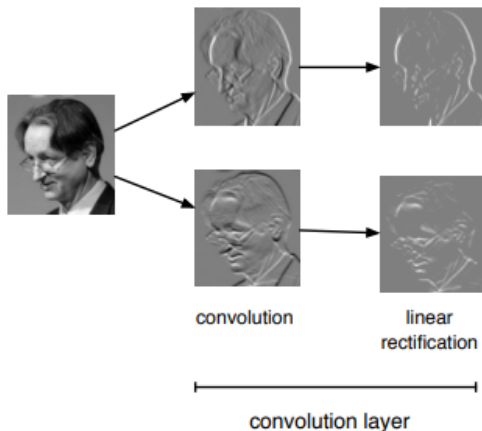 convolution
linear
rectification
convolution layer